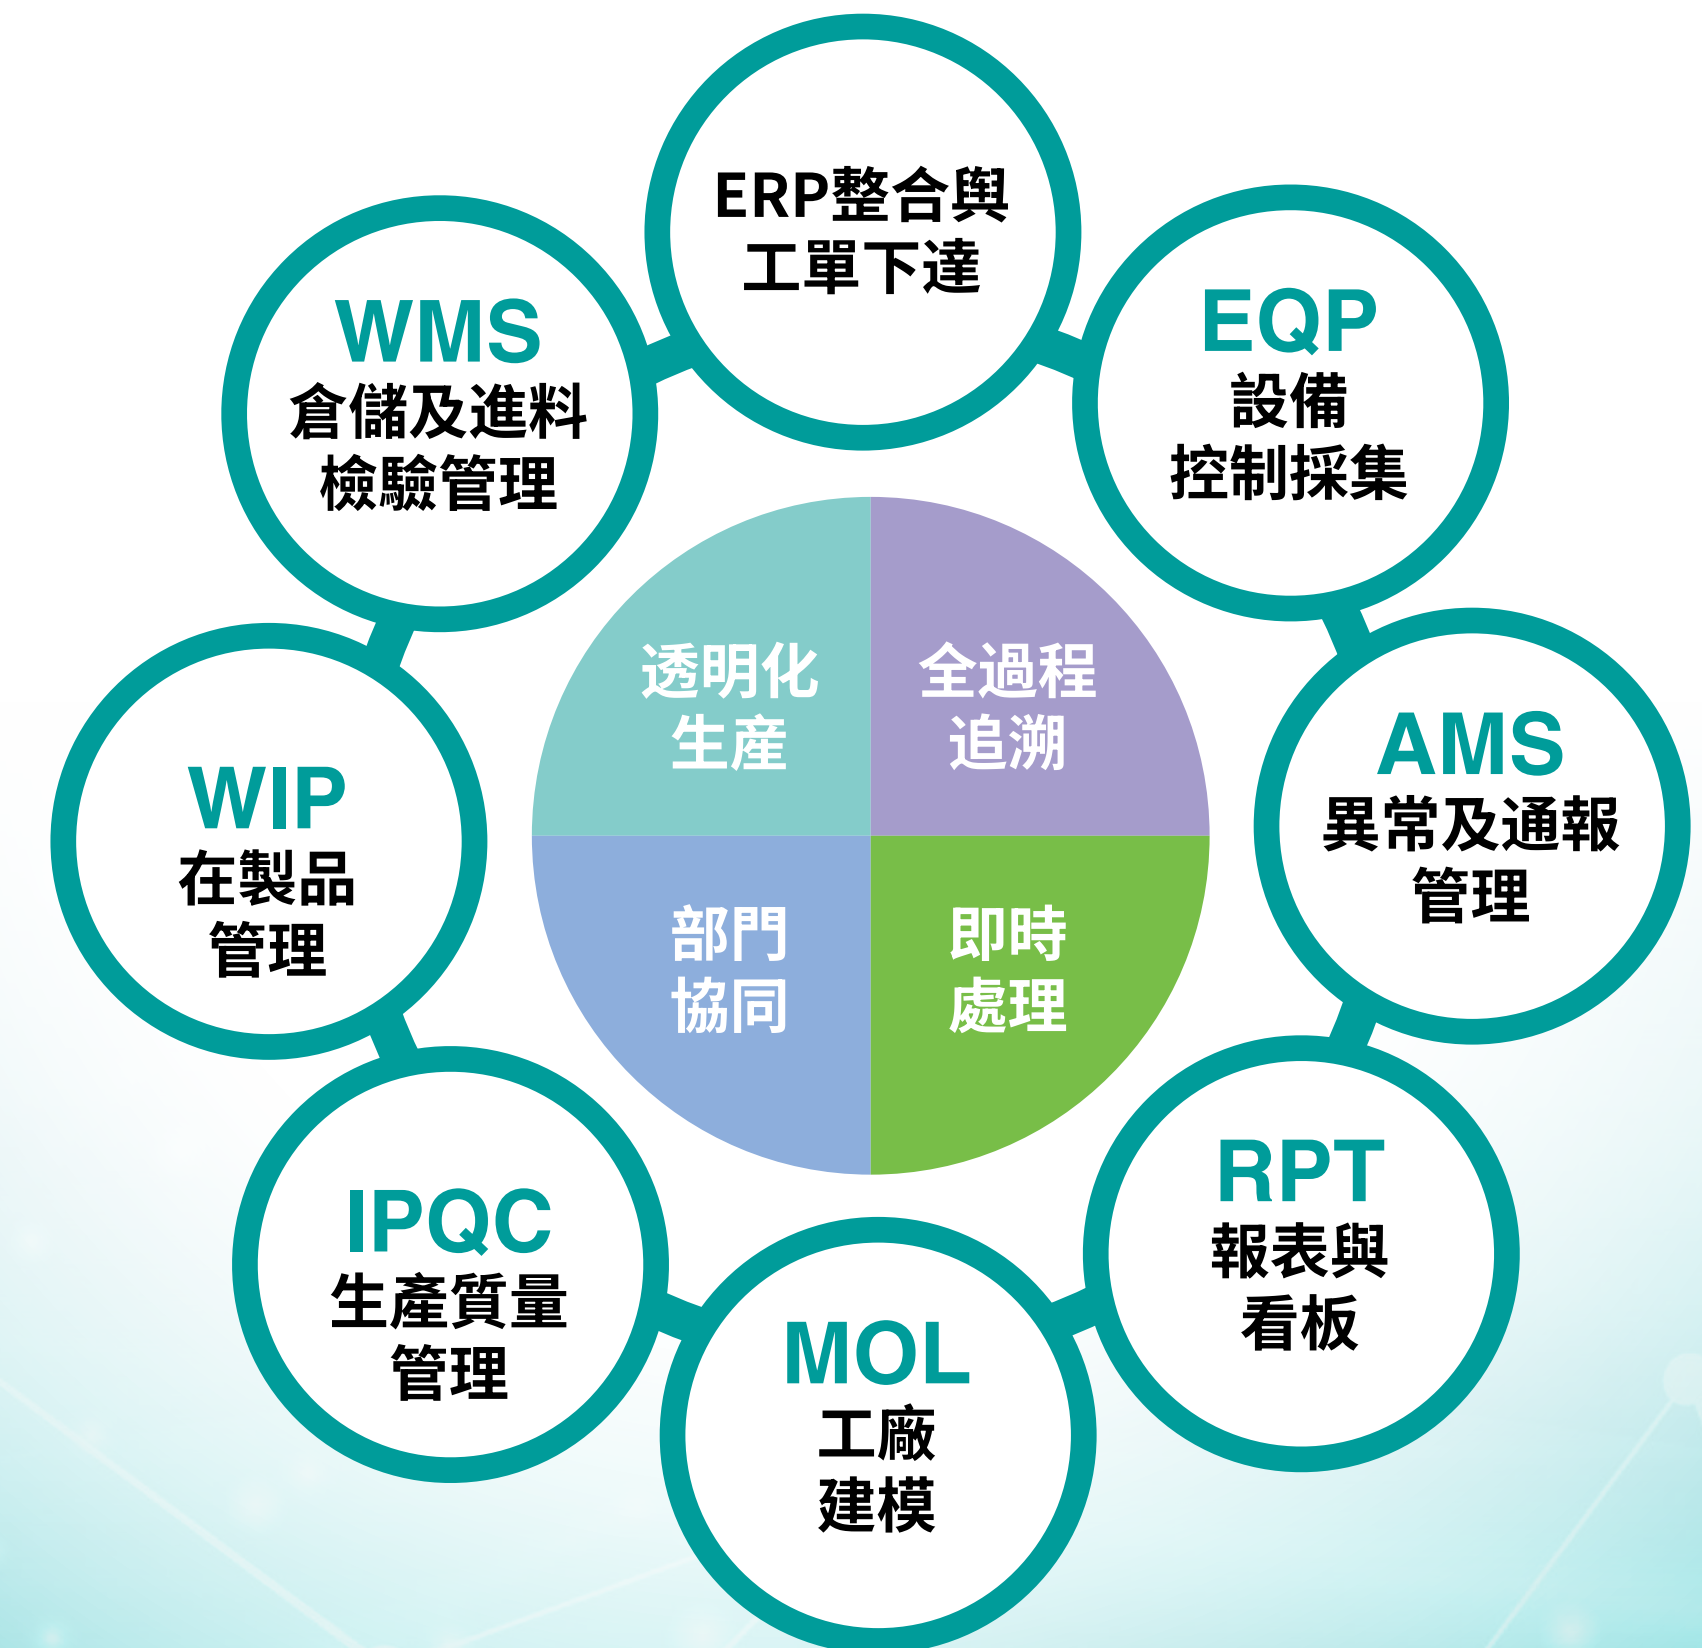 ERP整合與
工單下達
EQP
設備
控制採集
AMS
異常及通報
管理
RPT
報表與
看板
MOL
工廠
建模
IPQC
生產質量
管理
WIP
在製品
管理
WMS
倉儲及進料
檢驗管理
透明化
生産
全過程
追溯
部門
協同
即時
處理